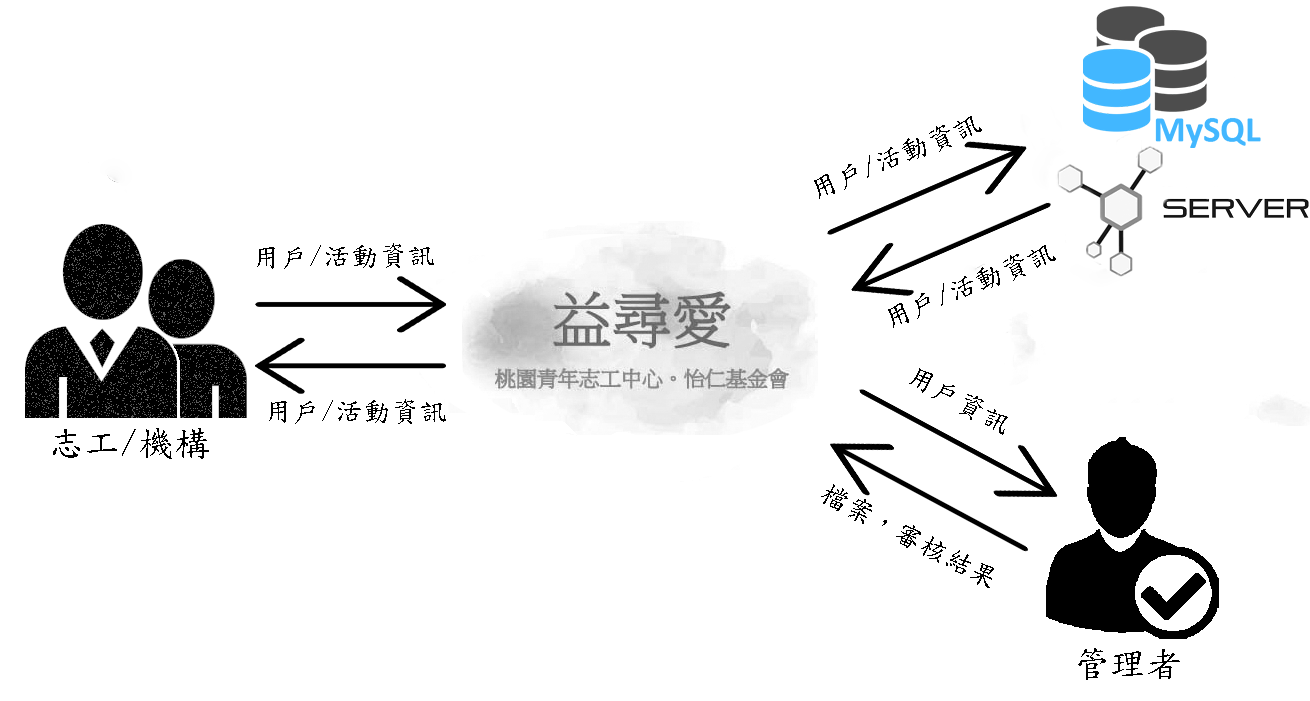 MySQL
SERVER
用戶/活動資訊
用戶/活動資訊
用戶/活動資訊
用戶/活動資訊
志工/機構
益尋愛
桃園青年志工中心。怡仁基金會
用戶資訊
檔案，審核結果
管理者